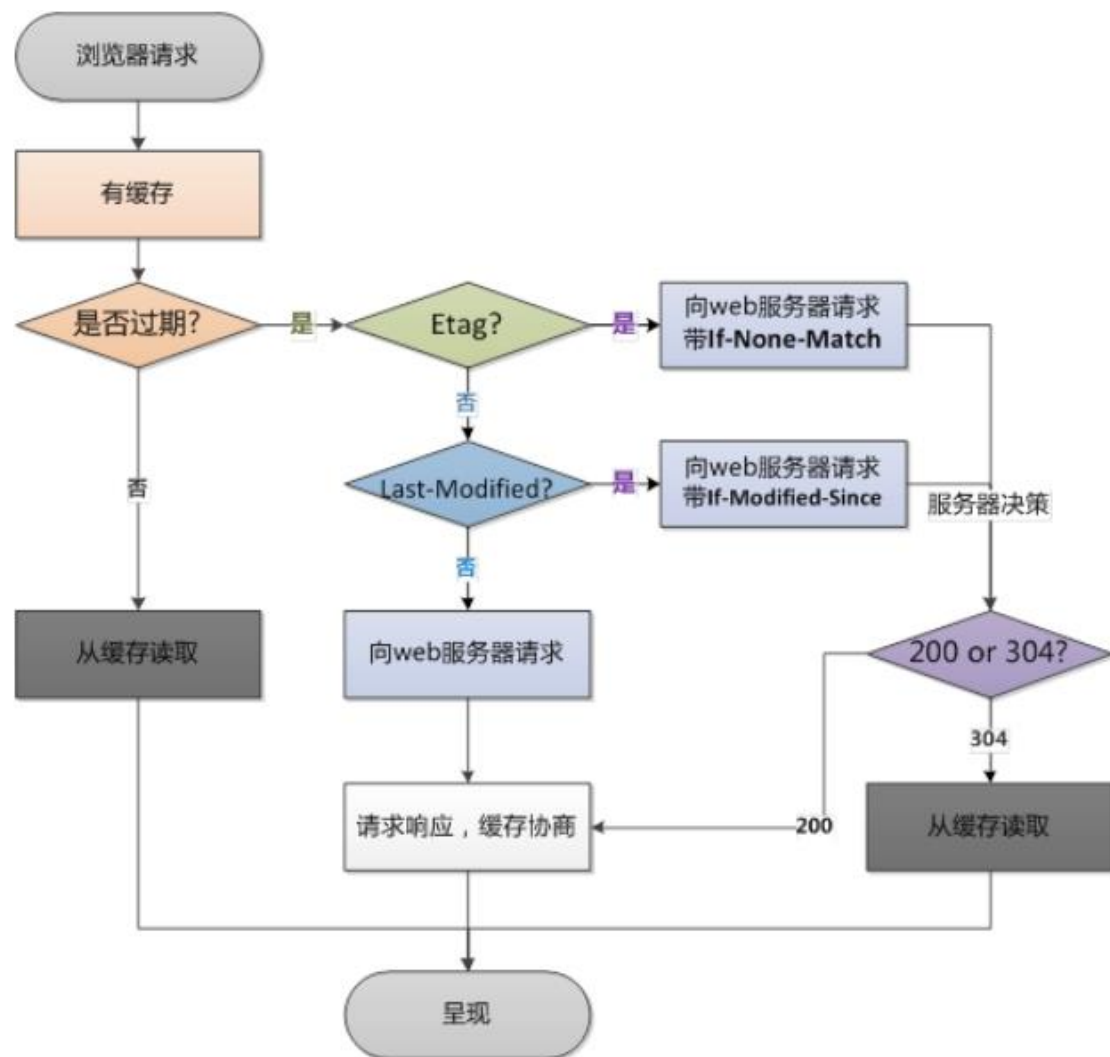 浏览器请求
有缓存
是否过期?
是
Etag?
是
向web服务器请求
带If-None-Match
否
否
Last-Modified?
是
向web服务器请求
带If-Modified-Since
服务器决策
否
从缓存读取
向web服务器请求
200 or 304?
304
请求响应，缓存协商
200
从缓存读取
呈现